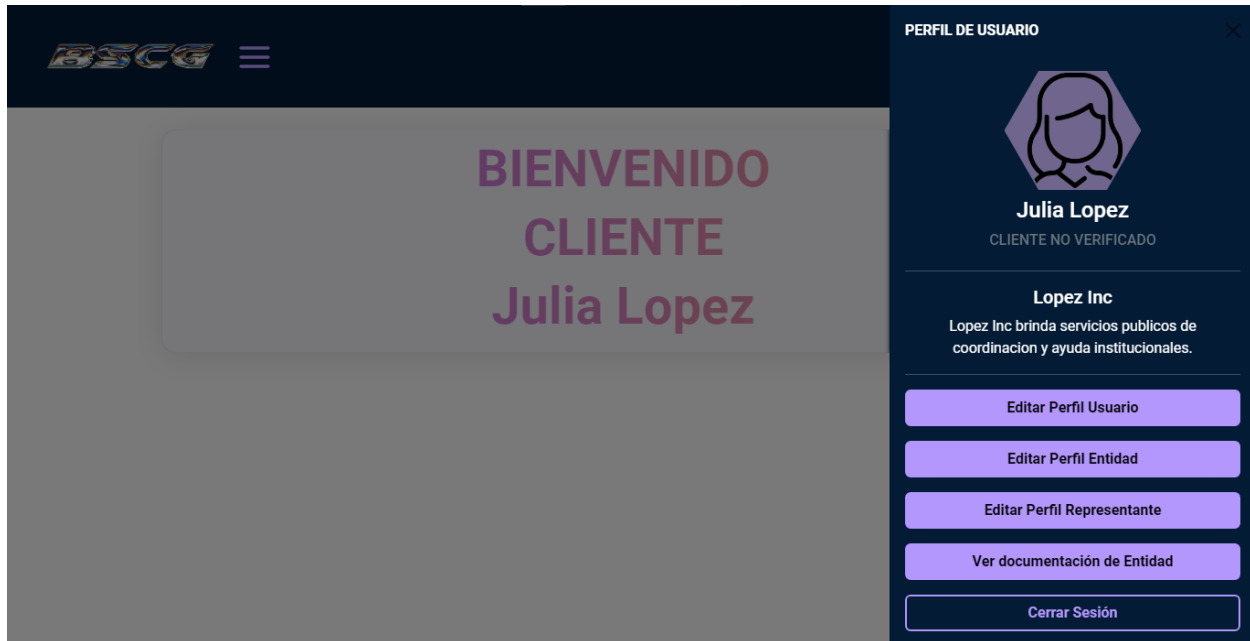 BSCG
BIENVENIDO
CLIENTE
Julia Lopez
PERFIL DE USUARIO
Julia Lopez
CLIENTE NO VERIFICADO
Lopez Inc
Lopez Inc brinda servicios publicos de
coordinacion y ayuda institucionales.
Editar Perfil Usuario
Editar Perfil Entidad
Editar Perfil Representante
Ver documentación de Entidad
Cerrar Sesión